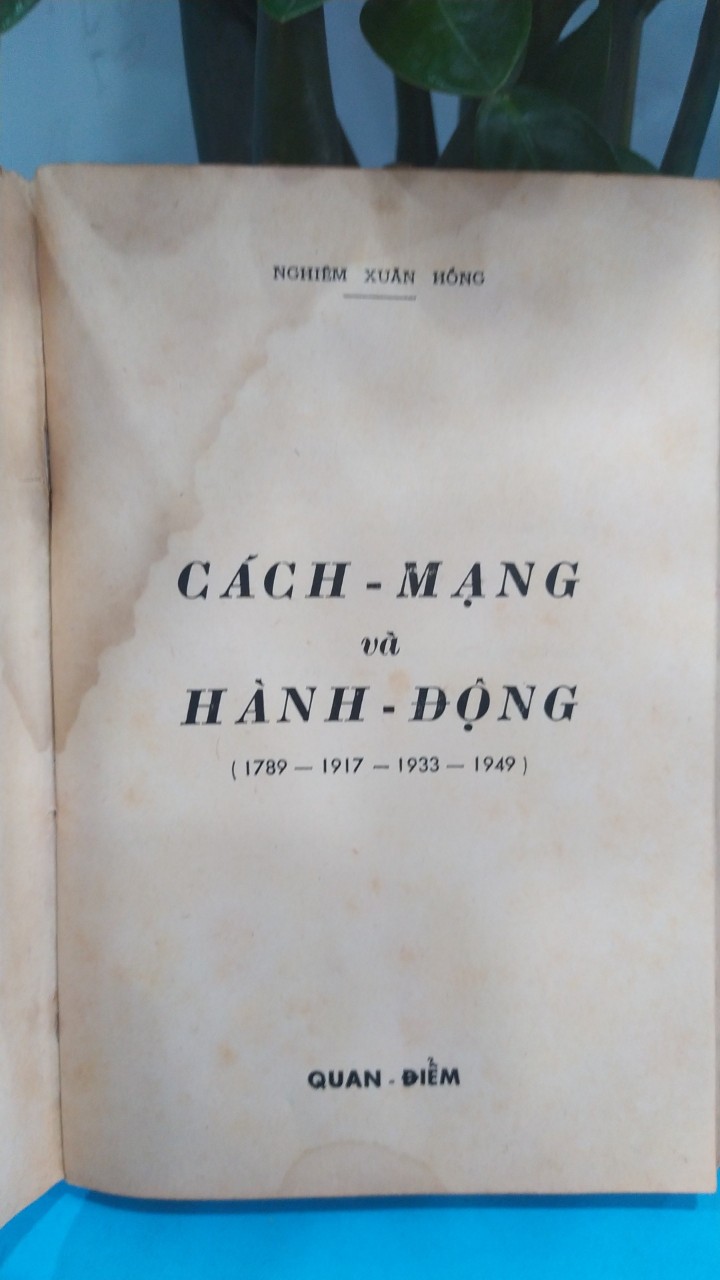 NGHIÊM XUÂN HỒNG
CÁCH - MẠNG
và
HÀNH - ĐỘNG
( 1789 — 1917 — 1933 — 1949 )
QUAN - ĐIỂM